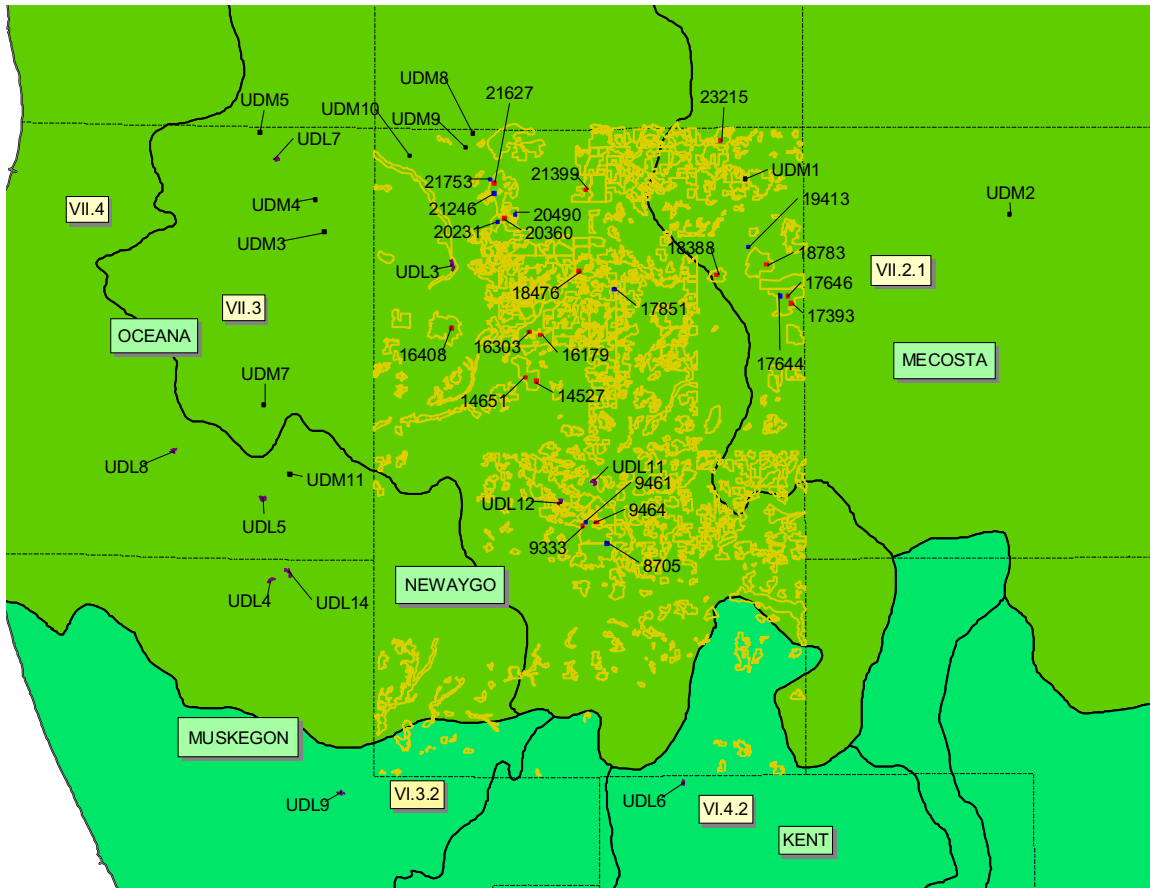 UDM8
21627
UDM5
UDM10
UDM9
23215
UDL7
21753
21399
UDM1
UDM2
VII.4
UDM4
21246
20490
19413
20231
20360
UDM3
18388
18783
UDL3
VII.2.1
18476
17851
17646
VII.3
17393
OCEANA
16408
16303
16179
17644
MECOSTA
UDM7
14651
14527
UDL8
UDL11
UDM11
9461
UDL12
9464
UDL5
9333
8705
NEWAYGO
UDL4
UDL14
MUSKEGON
VI.3.2
UDL9
UDL6
VI.4.2
KENT